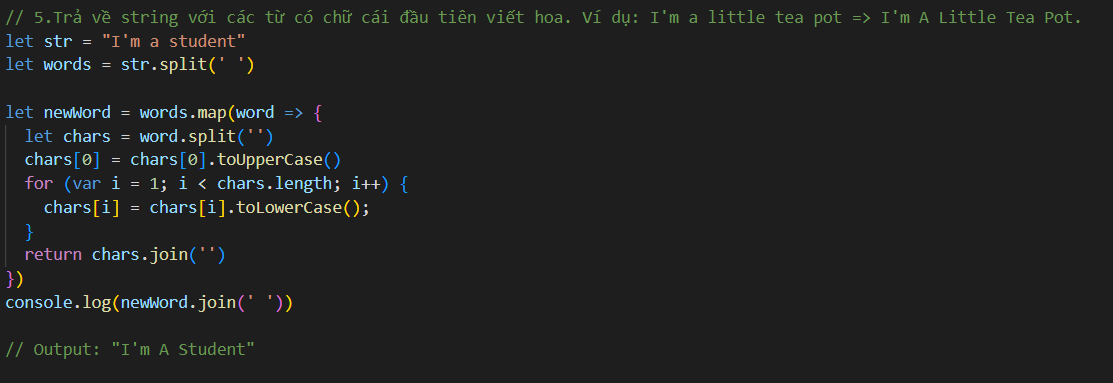 // 5.Trả về string với các từ có chữ cái đầu tiên viết hoa. Ví dụ: I'm a little tea pot => I'm A Little Tea Pot.
let str = "I'm a student"
let words = str.split(' ')
let newWord = words.map(word => {
let chars = word.split('')
chars[0] = chars[0].toUpperCase()
for (var i = 1; i < chars.length; i++) {
chars[i] = chars[i].toLowerCase();
}
return chars.join('')
})
console.log(newWord.join(' '))
// Output: "I'm A Student"